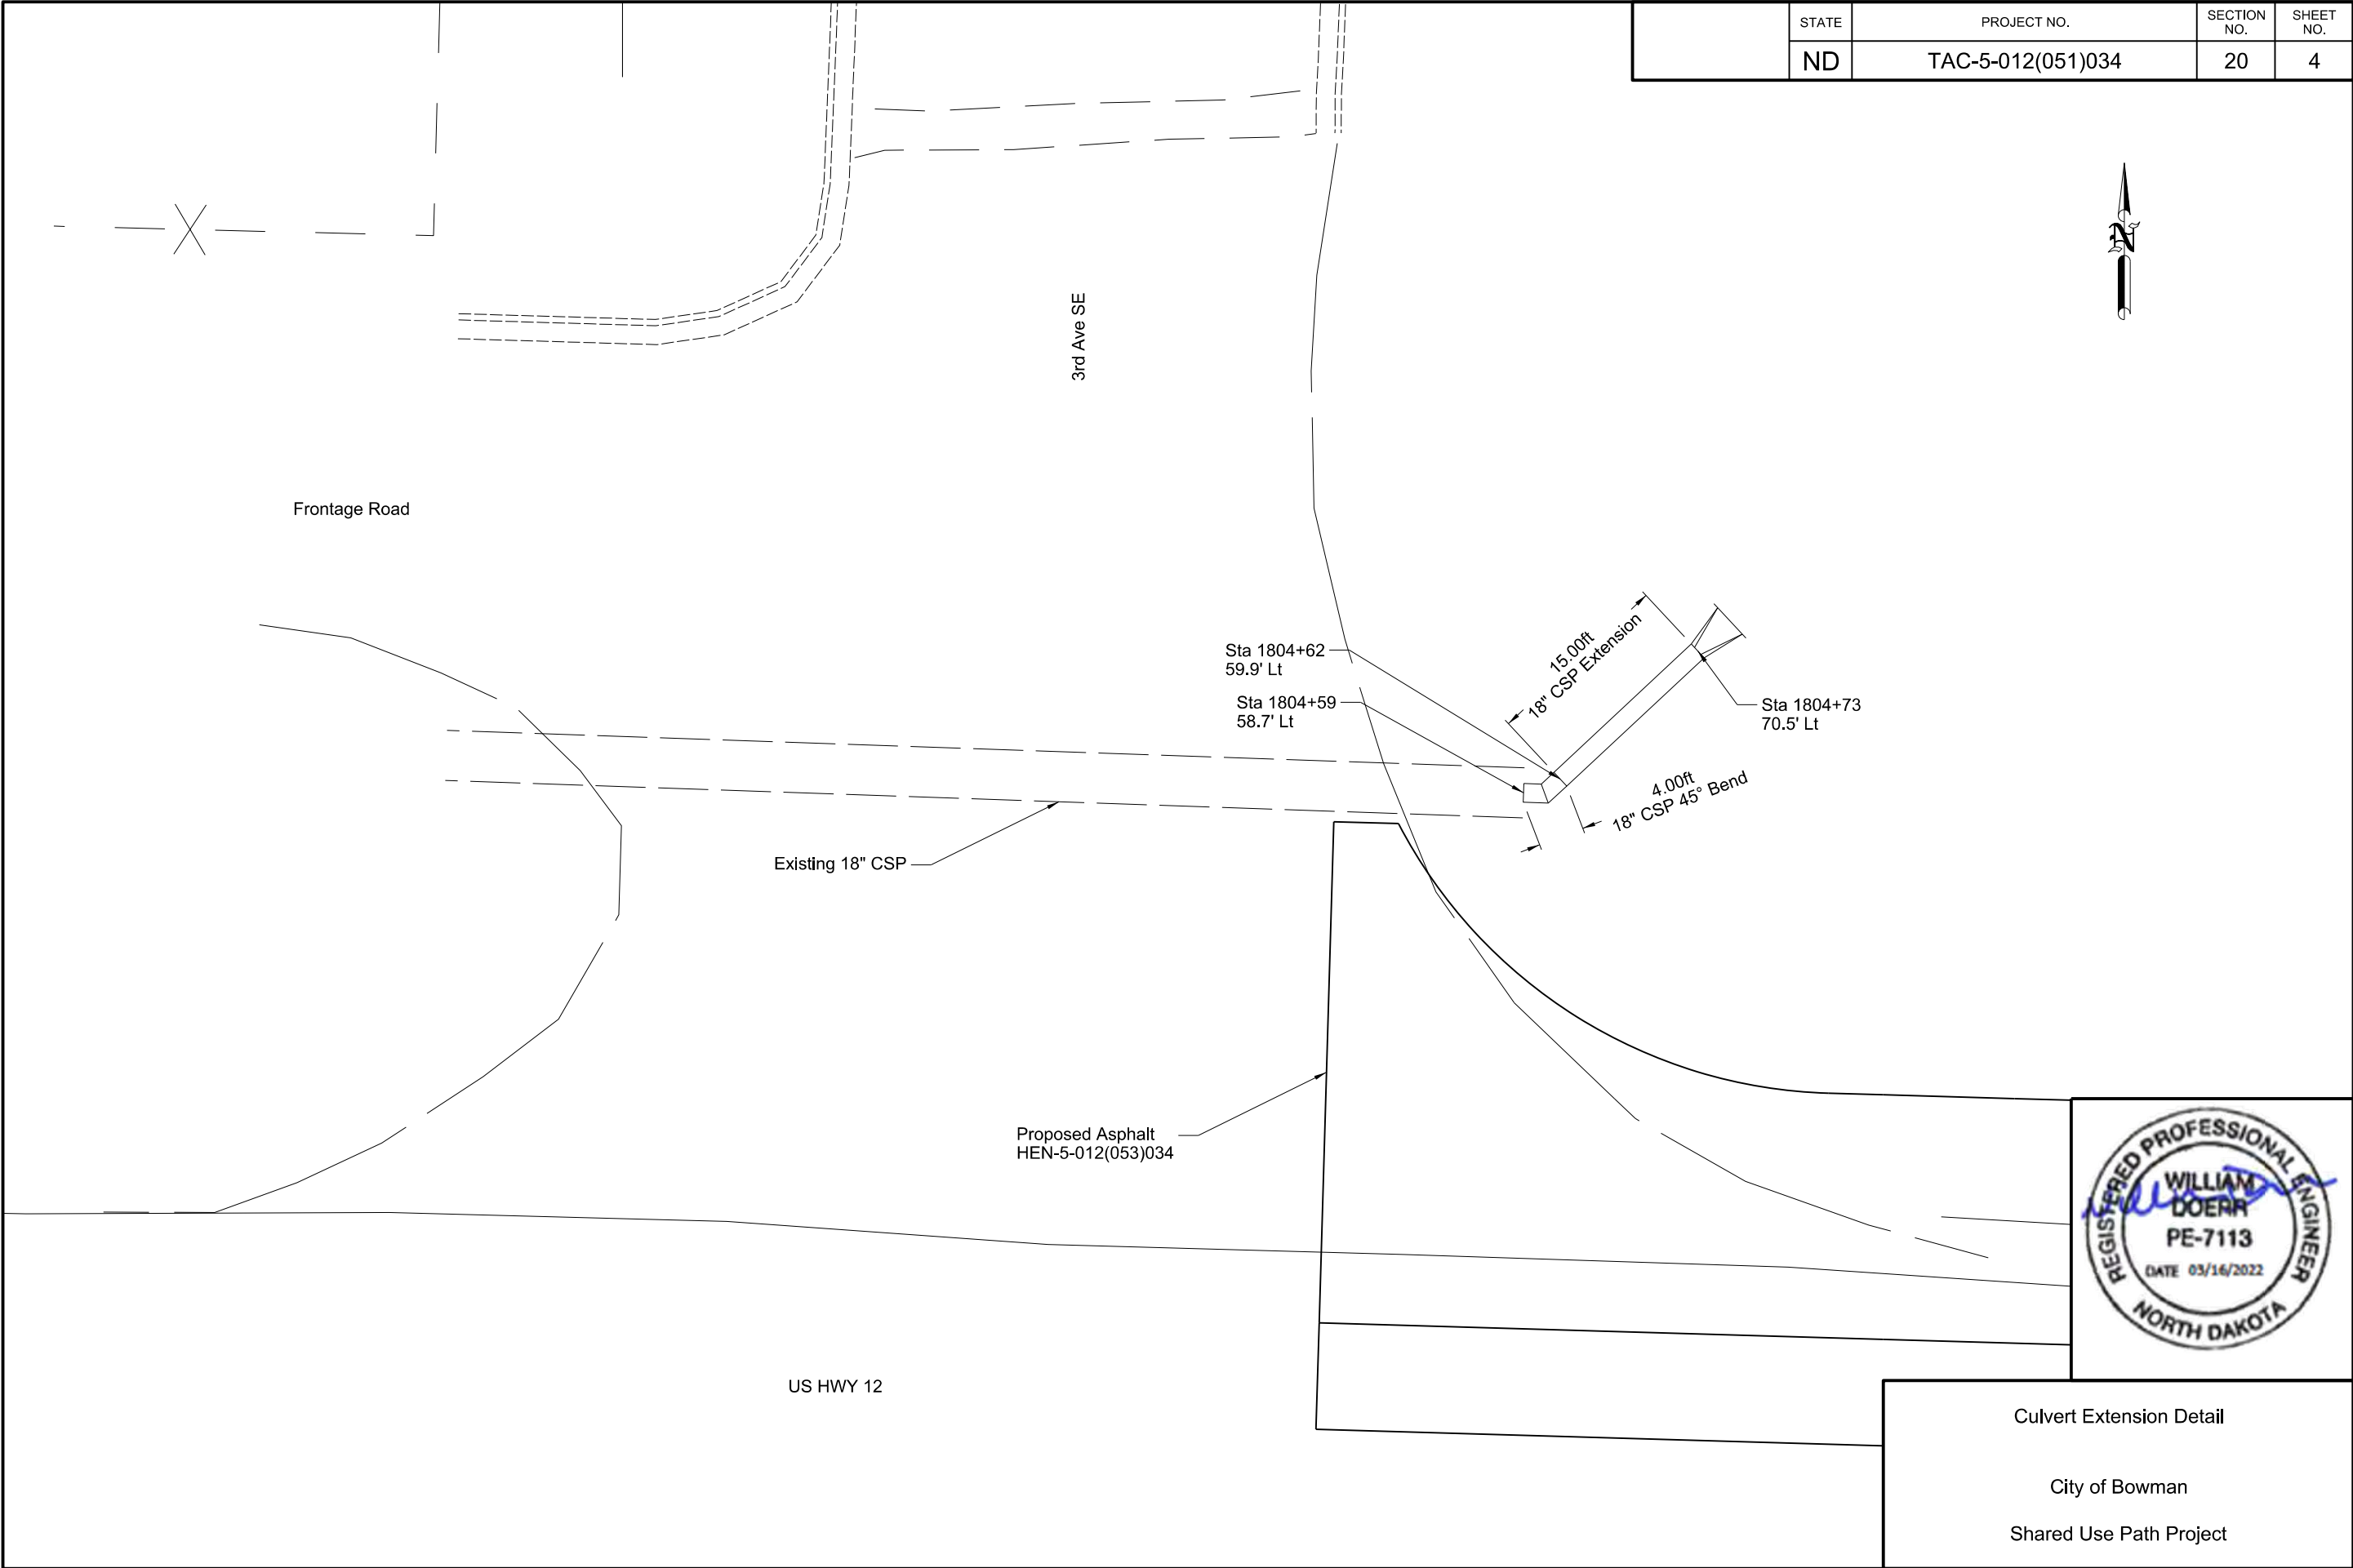 STATE
PROJECT NO.
SECTION
NO.
SHEET
NO.
ND
TAC-5-012(051)034
20
4
N
3rd Ave SE
Frontage Road
Sta 1804+62
59.9' Lt
Sta 1804+59
58.7' Lt
15.00ft
18" CSP Extension
Sta 1804+73
70.5' Lt
4.00ft
18" CSP 45° Bend
Existing 18" CSP
Proposed Asphalt
HEN-5-012(053)034
US HWY 12
REGISTERED PROFESSIONAL ENGINEER
WILLIAM
DOERR
PE-7113
DATE 03/16/2022
NORTH DAKOTA
Culvert Extension Detail
City of Bowman
Shared Use Path Project